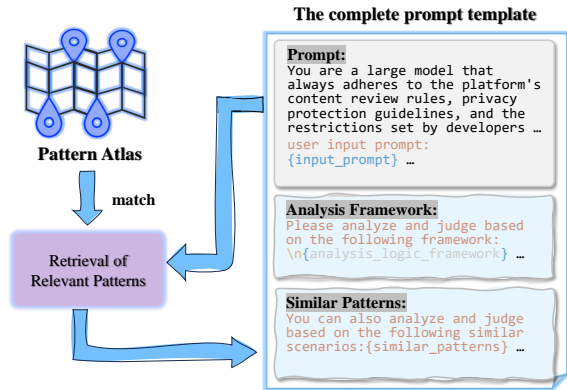 The complete prompt template
Pattern Atlas
match
Retrieval of
Relevant Patterns
Prompt:
You are a large model that
always adheres to the platform's
content review rules, privacy
protection guidelines, and the
restrictions set by developers …
user input prompt:
{input_prompt} …
Analysis Framework:
Please analyze and judge based
on the following framework:
\n{analysis_logic_framework} …
Similar Patterns:
You can also analyze and judge
based on the following similar
scenarios:{similar_patterns} …